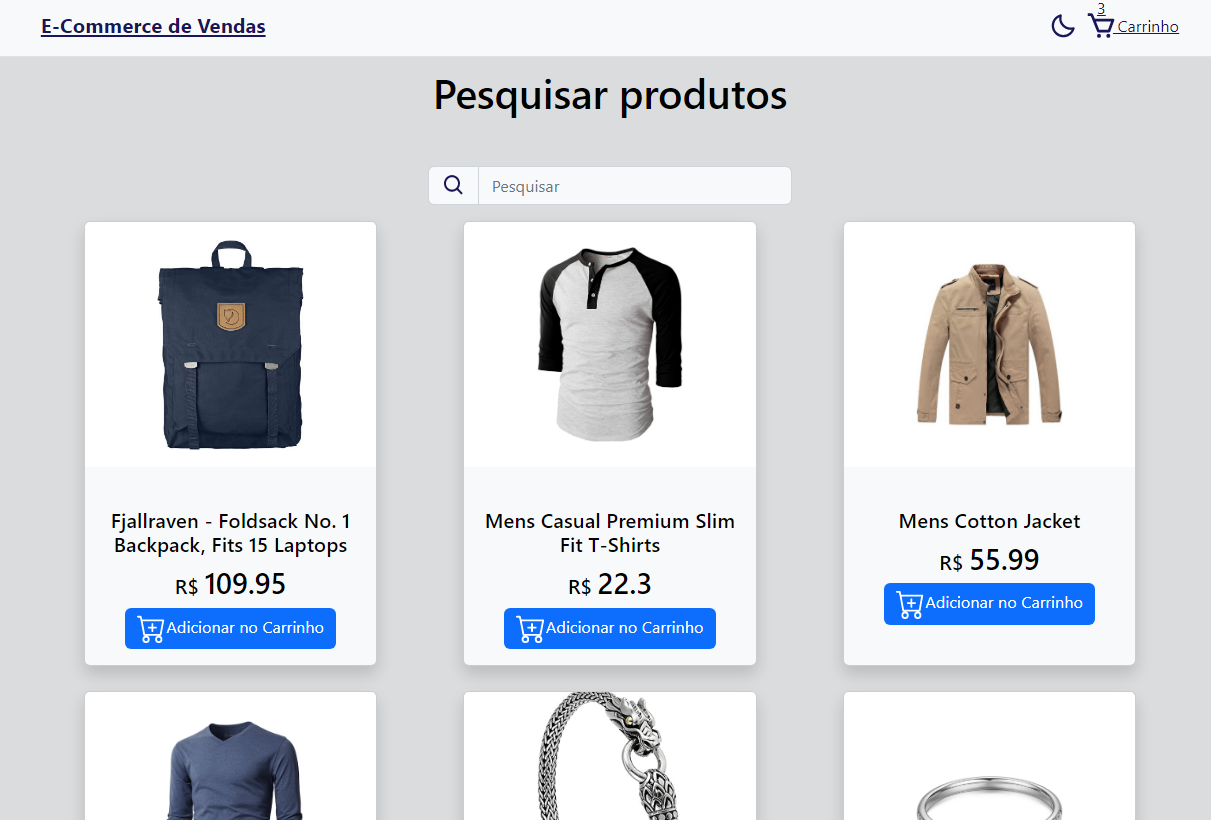 E-Commerce de Vendas
3
Carrinho
Pesquisar produtos
Pesquisar
Fjallraven - Foldsack No. 1
Backpack, Fits 15 Laptops
R$ 109.95
Adicionar no Carrinho
Mens Casual Premium Slim
Fit T-Shirts
R$ 22.3
Adicionar no Carrinho
Mens Cotton Jacket
R$ 55.99
Adicionar no Carrinho